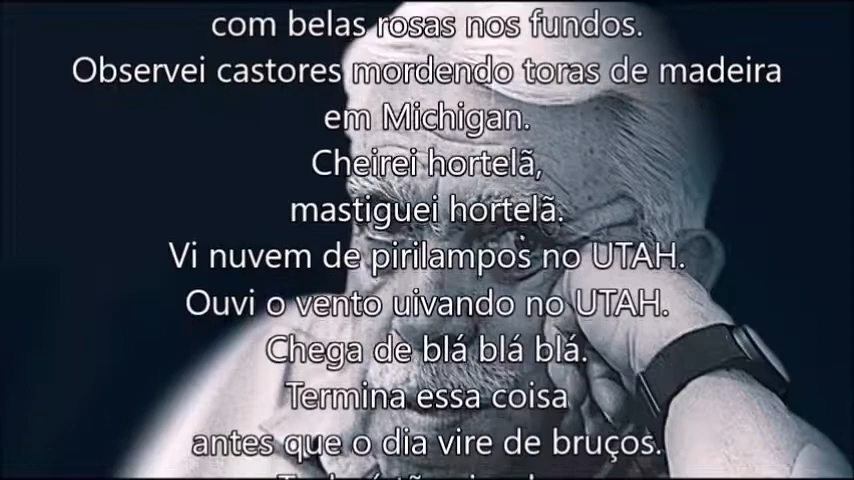 com belas rosas nos fundos.
Observei castores mordendo toras de madeira
em Michigan.
Cheirei hortelã,
mastiguei hortelã.
Vi nuvem de pirilampos no UTAH.
Ouvi o vento uivando no UTAH.
Chega de blá blá blá.
Termina essa coisa
antes que o dia vire de bruços.